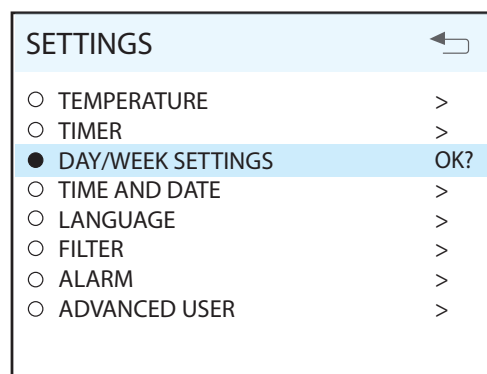 SETTINGS
TEMPERATURE >
TIMER >
DAY/WEEK SETTINGS OK?
TIME AND DATE >
LANGUAGE >
FILTER >
ALARM >
ADVANCED USER >